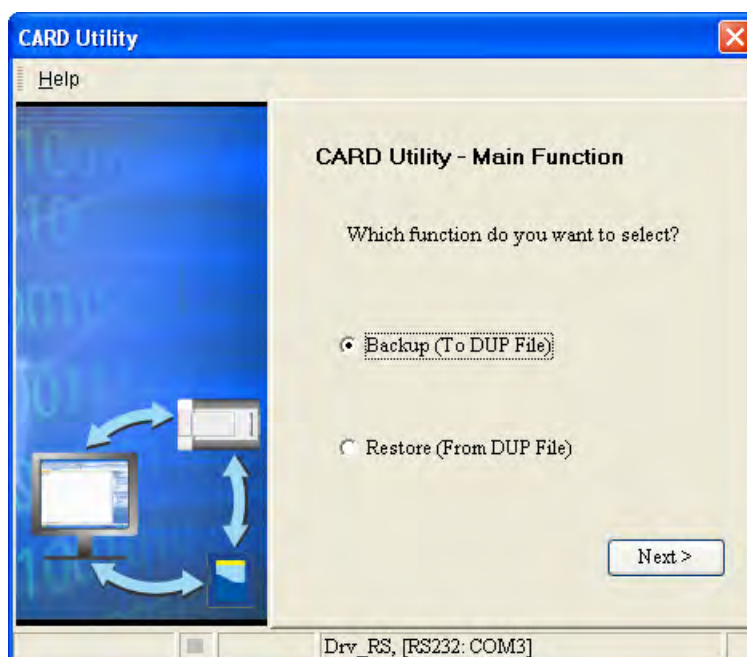 CARD Utility
Help
CARD Utility - Main Function
Which function do you want to select?
Backup (To DUP File)
Restore (From DUP File)
Next >
Drv_RS, [RS232: COM3]